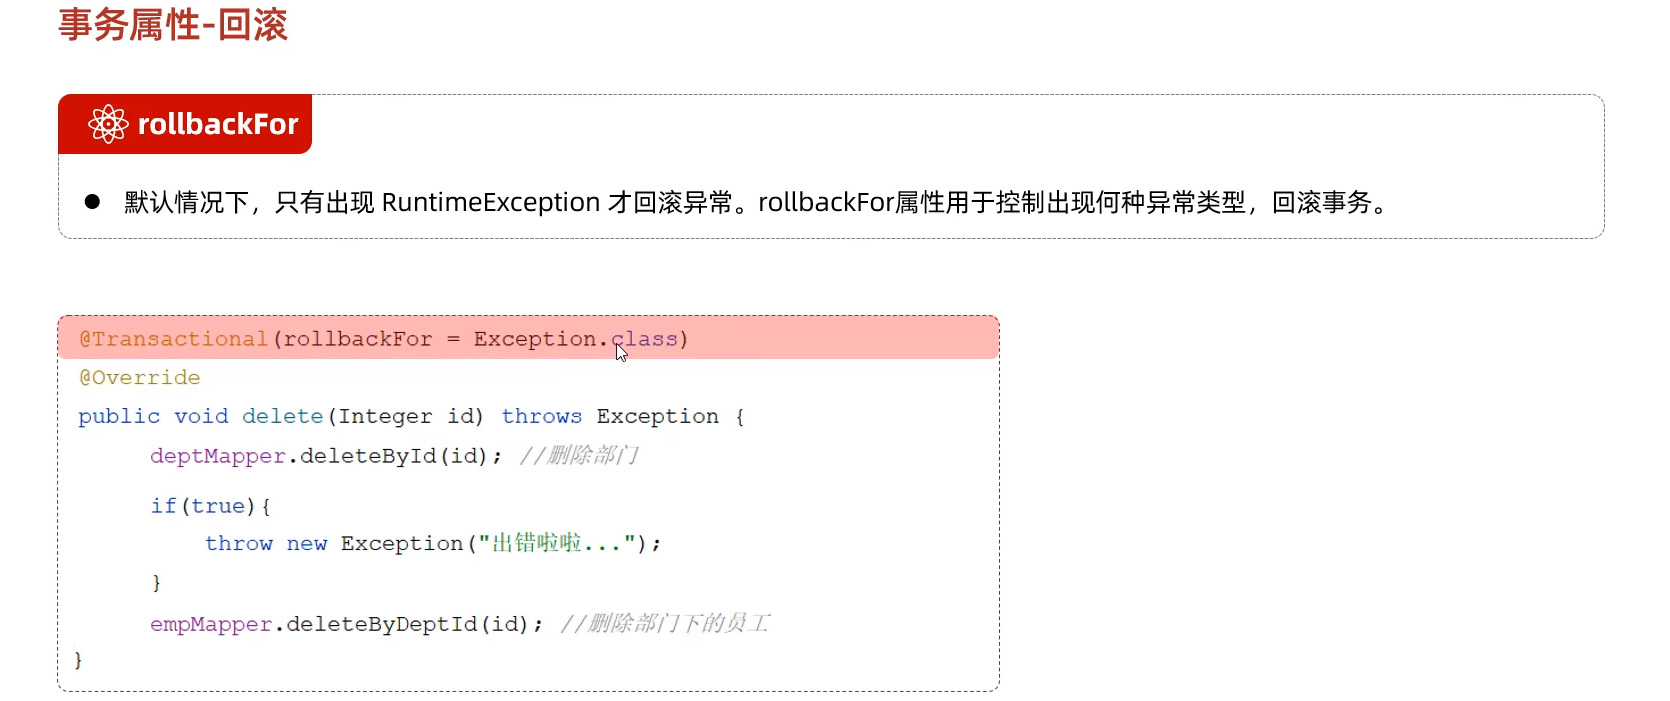 事务属性-回滚
rollbackFor
● 默认情况下，只有出现 RuntimeException 才回滚异常。rollbackFor属性用于控制出现何种异常类型，回滚事务。
@Transactional(rollbackFor = Exception.class)
@Override
public void delete(Integer id) throws Exception {
deptMapper.deleteById(id); //删除部门
if(true){
throw new Exception("出错啦啦...");
}
empMapper.deleteByDeptId(id); //删除部门下的员工
}